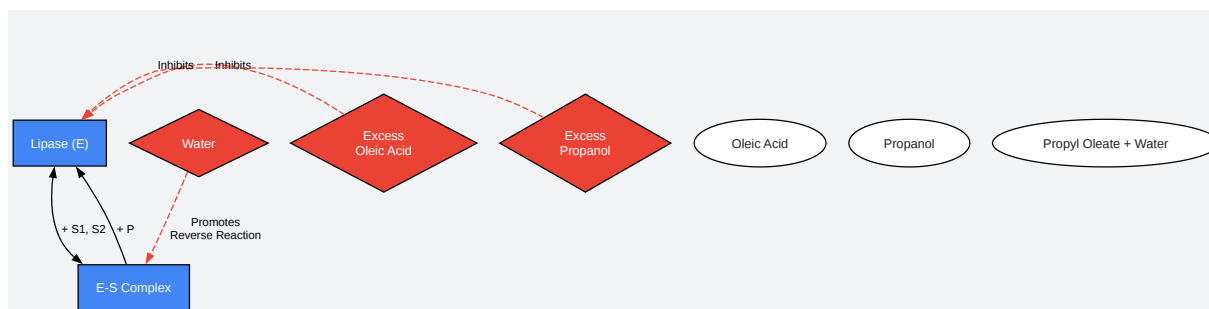 Inhibits
Inhibits
Lipase (E)
Water
Excess
Oleic Acid
Excess
Propanol
Oleic Acid
Propanol
Propyl Oleate + Water
+ S1, S2
+ P
Promotes
Reverse Reaction
E-S Complex